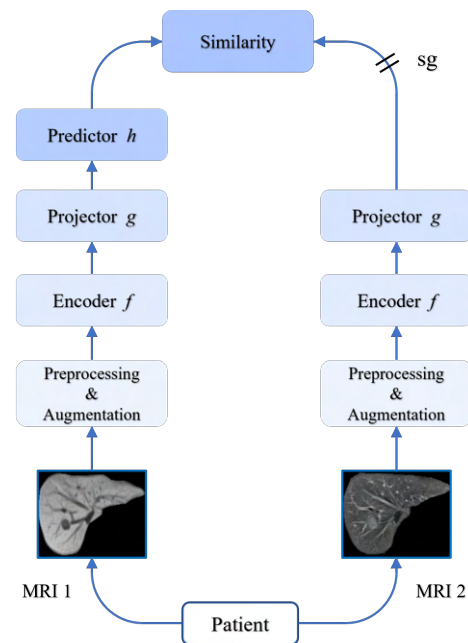 Similarity
sg
Predictor h
Projector g
Projector g
Encoder f
Encoder f
Preprocessing
&
Augmentation
Preprocessing
&
Augmentation
MRI 1
MRI 2
Patient